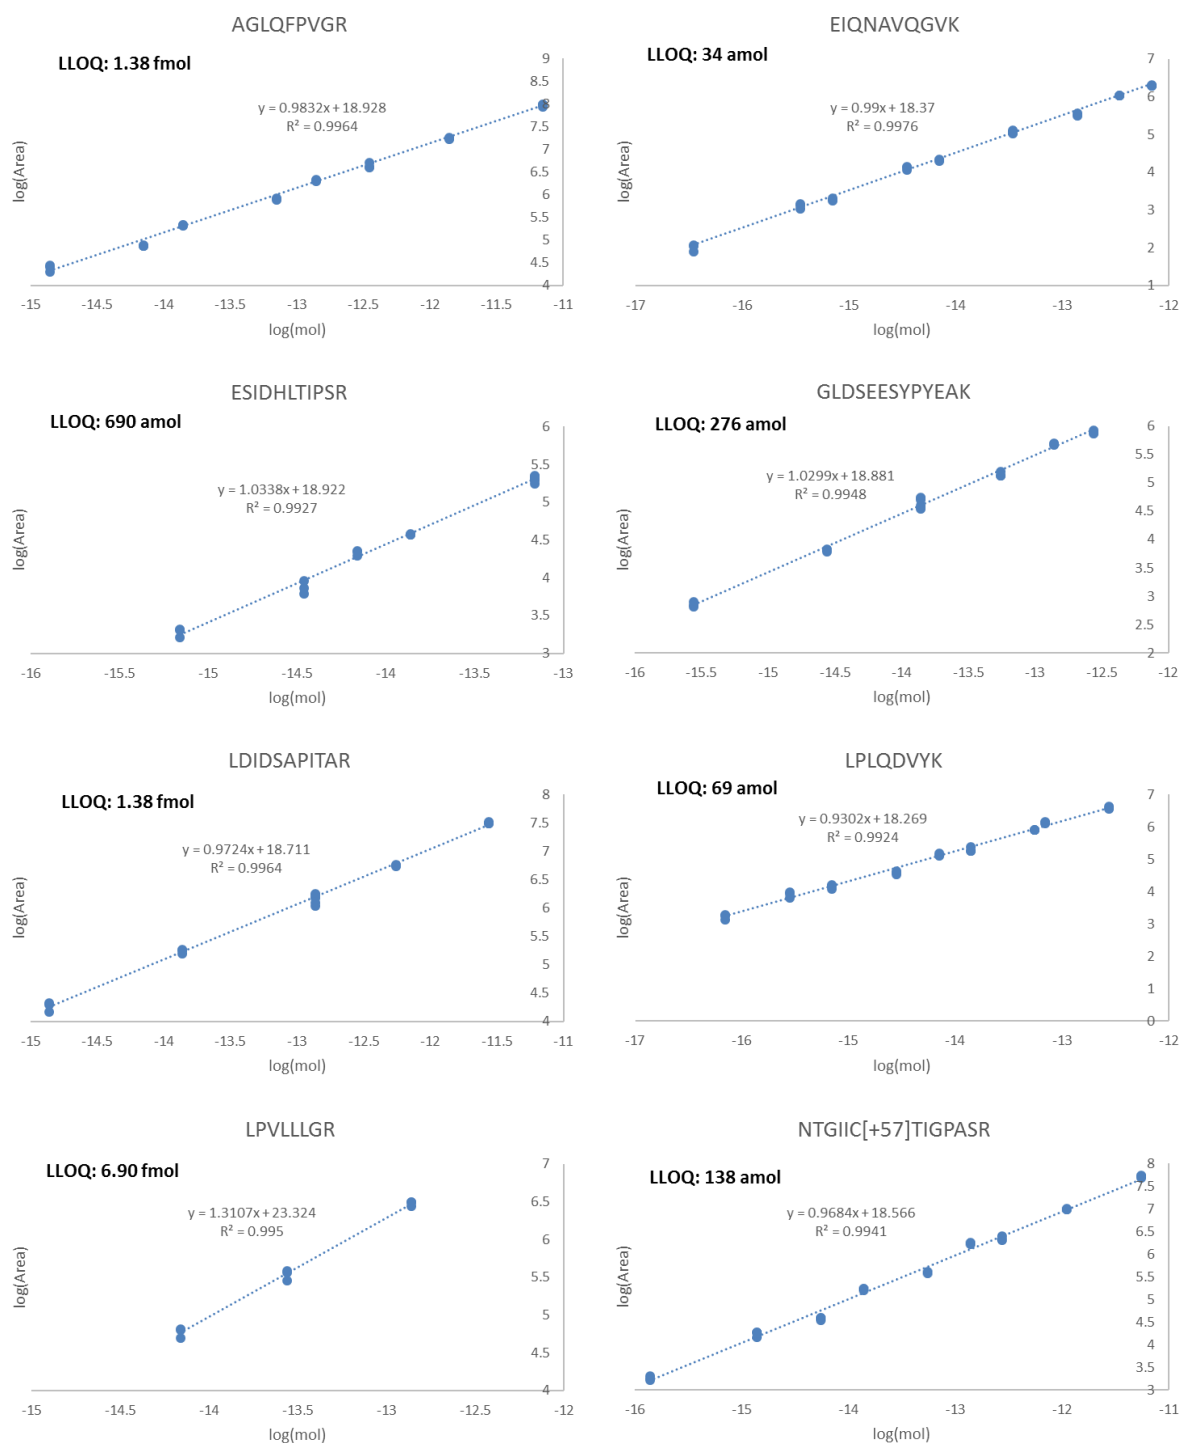 AGLQFPVGR
LLOQ: 1.38 fmol
y = 0.9832x + 18.928
R² = 0.9964
log(Area)
9
8.5
8
7.5
7
6.5
6
5.5
5
4.5
4
-15
-14.5
-14
-13.5
-13
-12.5
-12
-11.5
-11
log(mol)
EIQNAVQGVK
LLOQ: 34 amol
y = 0.99x + 18.37
R² = 0.9976
log(Area)
7
6
5
4
3
2
1
-17
-16
-15
-14
-13
-12
log(mol)
ESIDHLTIPSR
LLOQ: 690 amol
y = 1.0338x + 18.922
R² = 0.9927
log(Area)
6
5.5
5
4.5
4
3.5
3
-16
-15.5
-15
-14.5
-14
-13.5
-13
log(mol)
GLDSEESYPYEAK
LLOQ: 276 amol
y = 1.0299x + 18.881
R² = 0.9948
log(Area)
6
5.5
5
4.5
4
3.5
3
2.5
2
-16
-15.5
-15
-14.5
-14
-13.5
-13
-12.5
-12
log(mol)
LDIDSAPITAR
LLOQ: 1.38 fmol
y = 0.9724x + 18.711
R² = 0.9964
log(Area)
8
7.5
7
6.5
6
5.5
5
4.5
4
-15
-14.5
-14
-13.5
-13
-12.5
-12
-11.5
-11
log(mol)
LPLQDVYK
LLOQ: 69 amol
y = 0.9302x + 18.269
R² = 0.9924
log(Area)
7
6
5
4
3
2
1
0
-17
-16
-15
-14
-13
-12
log(mol)
LPVLLLGR
LLOQ: 6.90 fmol
y = 1.3107x + 23.324
R² = 0.995
log(Area)
7
6.5
6
5.5
5
4.5
4
-15
-14.5
-14
-13.5
-13
-12.5
-12
log(mol)
NTGIIC[+57]TIGPASR
LLOQ: 138 amol
y = 0.9684x + 18.566
R² = 0.9941
log(Area)
8
7.5
7
6.5
6
5.5
5
4.5
4
3.5
3
-16
-15
-14
-13
-12
-11
log(mol)